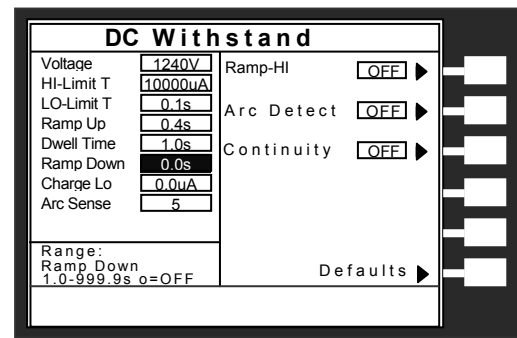 DC Withstand
Voltage 1240V
HI-Limit T 10000uA
LO-Limit T 0.1s
Ramp Up 0.4s
Dwell Time 1.0s
Ramp Down 0.0s
Charge Lo 0.0uA
Arc Sense 5
Ramp-HI OFF
Arc Detect OFF
Continuity OFF
Range:
Ramp Down
1.0-999.9s o=OFF
Defaults